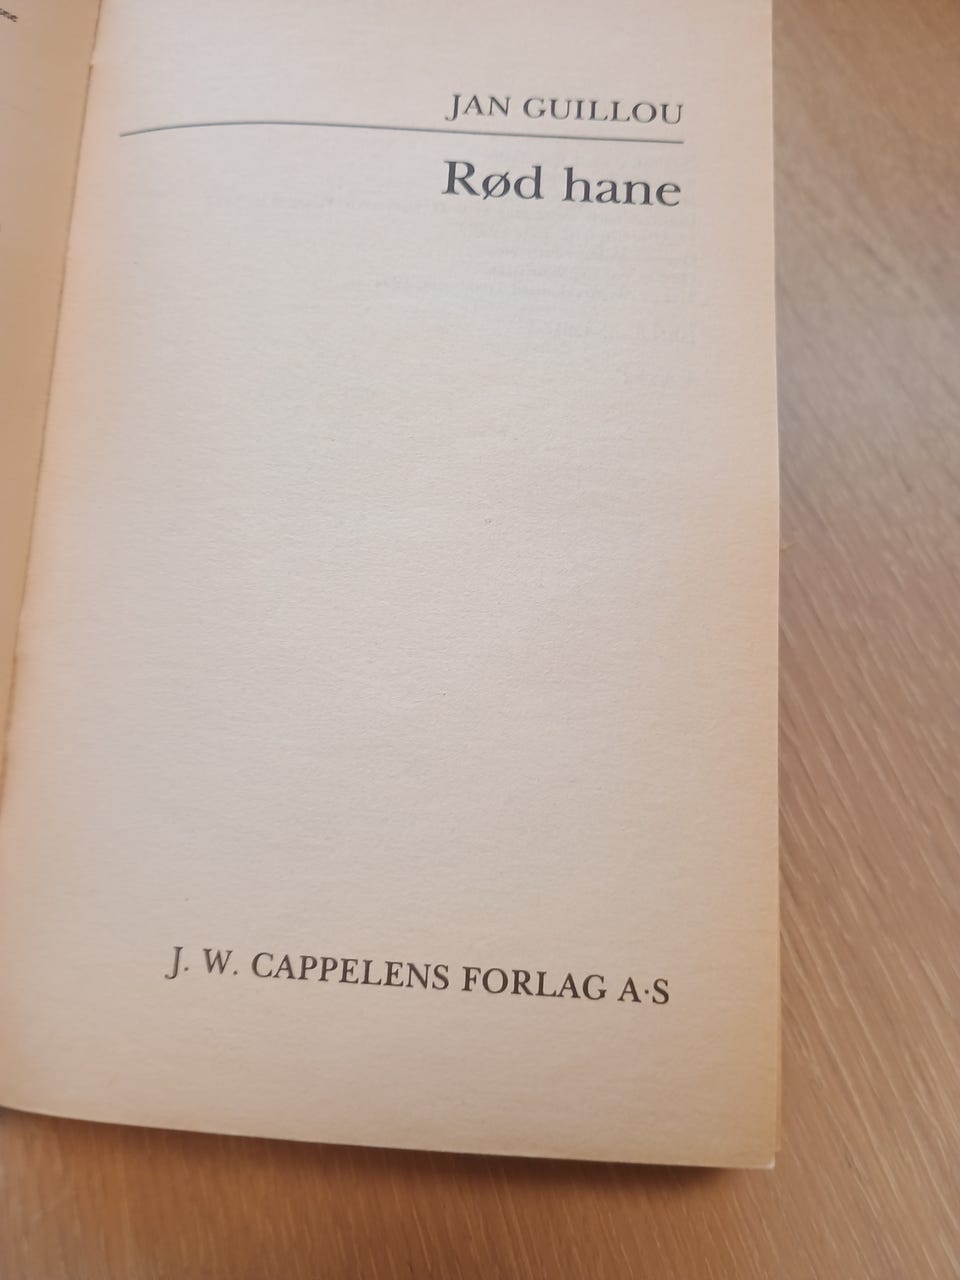 JAN GUILLOU
Rød hane
J. W. CAPPELENS FORLAG A·S